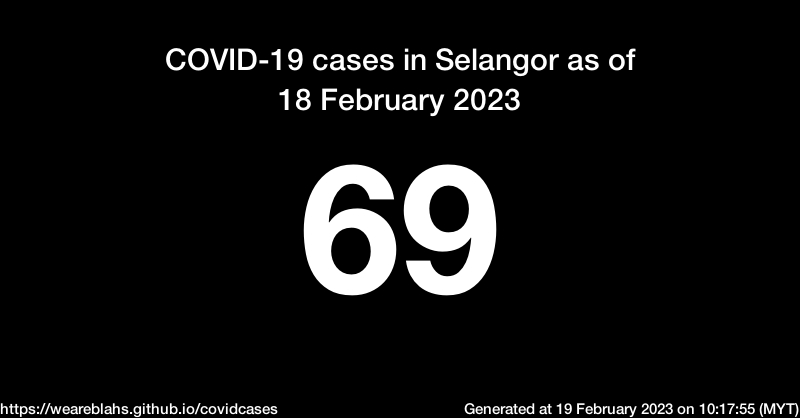 COVID-19 cases in Selangor as of
18 February 2023
69
https://weareblahs.github.io/covidcases
Generated at 19 February 2023 on 10:17:55 (MYT)